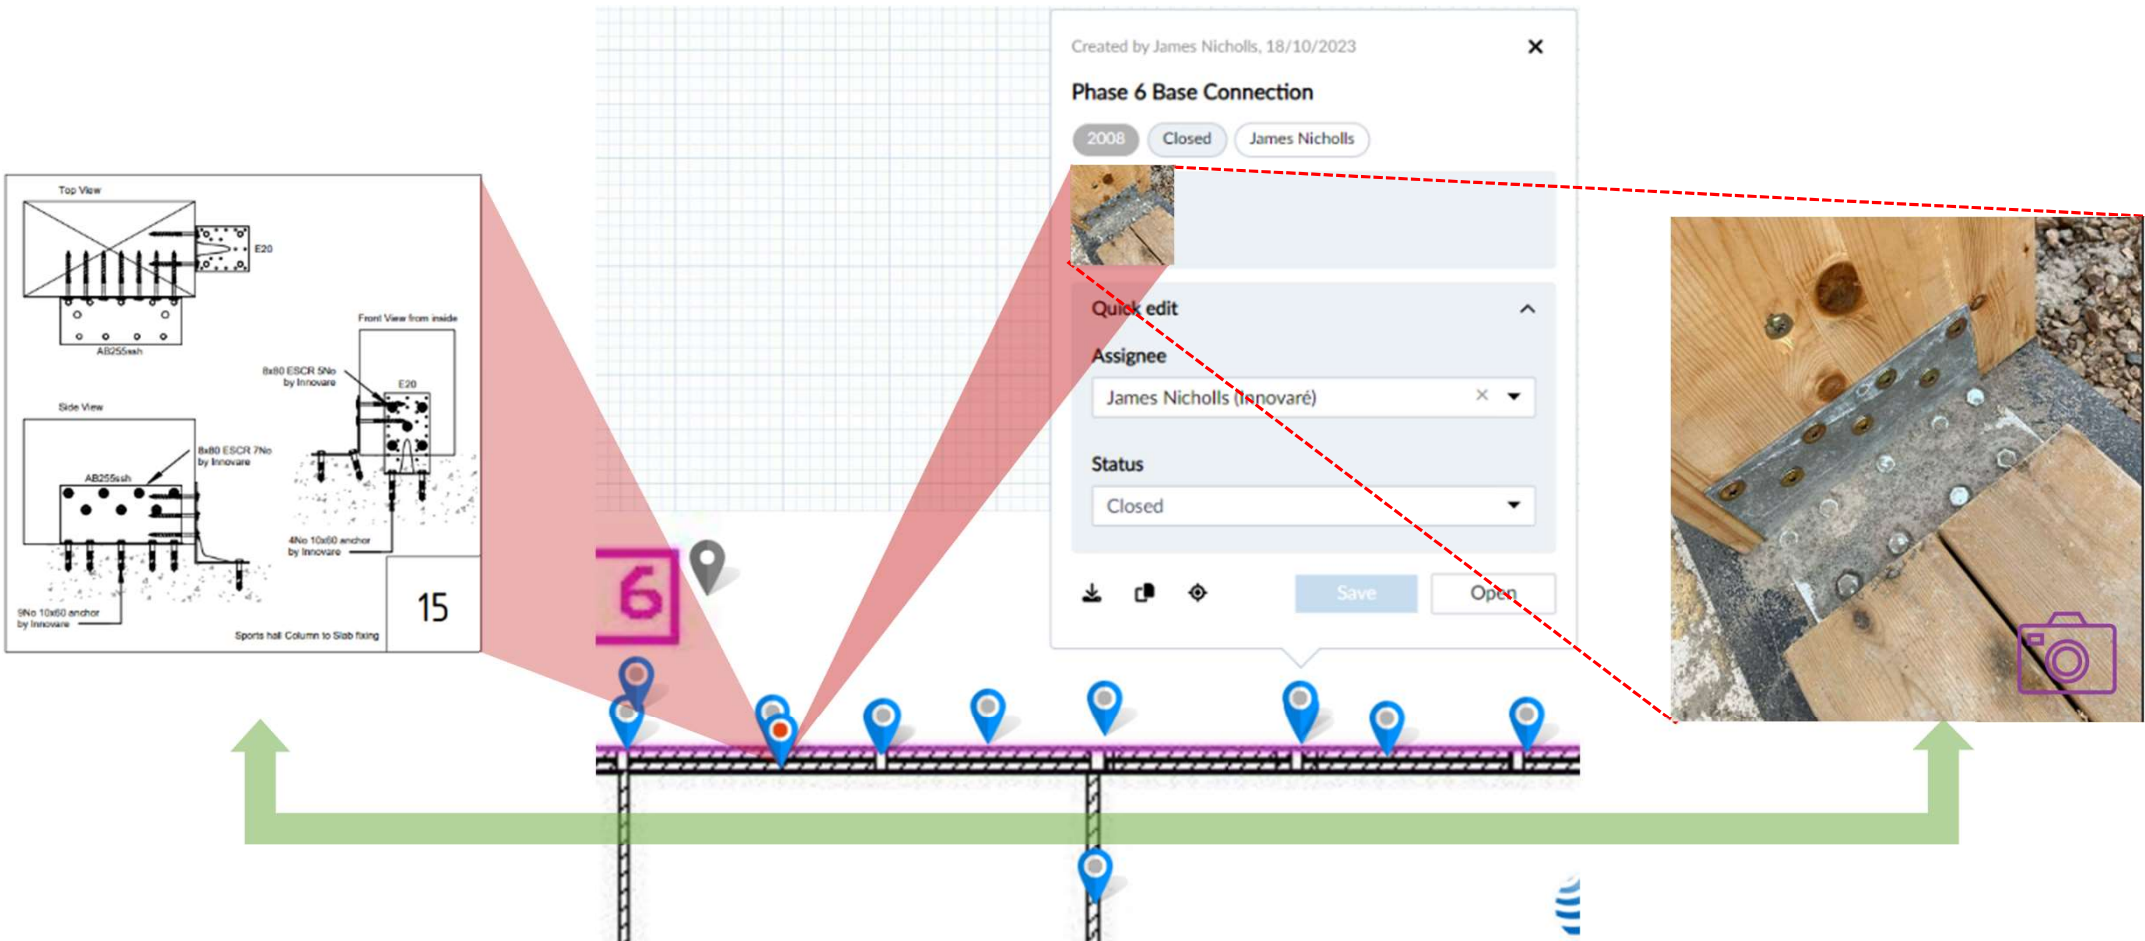 Top View
E20
AB255ssh
Front View from inside
8x80 ESCR 5No
by Innovare
E20
Side View
8x80 ESCR 7No
by Innovare
AB255ssh
4No 10x60 anchor
by Innovare
9No 10x60 anchor
by Innovare
Sports hall Column to Slab fixing
15
6
Created by James Nicholls, 18/10/2023
Phase 6 Base Connection
2008
Closed
James Nicholls
Quick edit
Assignee
James Nicholls (Innovaré)
Status
Closed
Save
Open